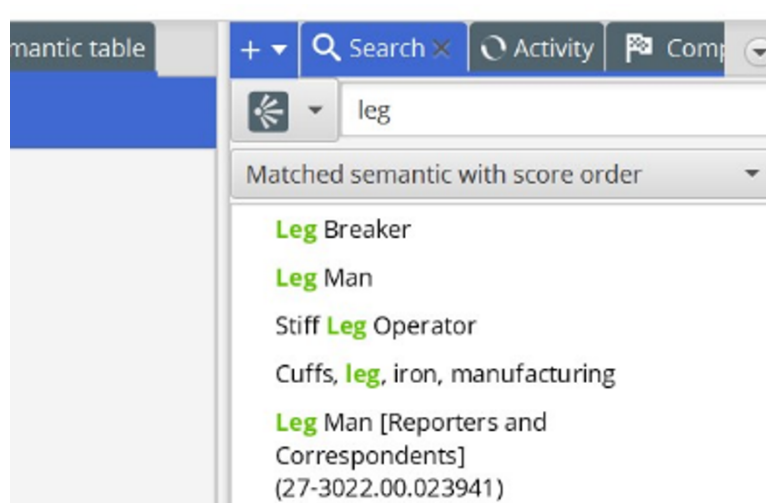 mantic table
+ Search Activity
leg
Matched semantic with score order
Leg Breaker
Leg Man
Stiff Leg Operator
Cuffs, leg, iron, manufacturing
Leg Man [Reporters and
Correspondents]
(27-3022.00.023941)